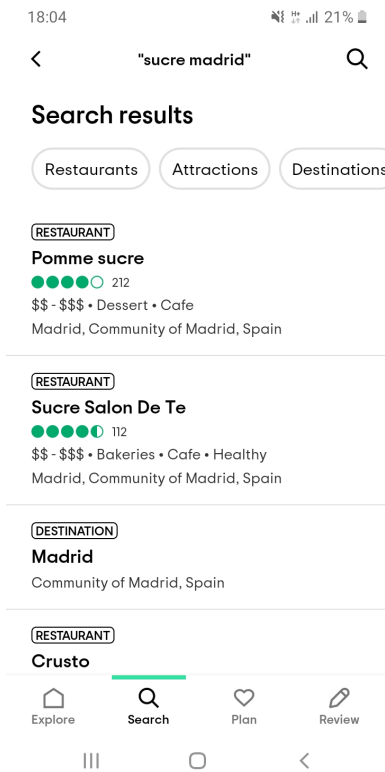 18:04
H+
21%
"sucre madrid"
Search results
Restaurants
Attractions
Destinations
RESTAURANT
Pomme sucre
212
$$ - $$$ • Dessert • Cafe
Madrid, Community of Madrid, Spain
RESTAURANT
Sucre Salon De Te
112
$$ - $$$ • Bakeries • Cafe • Healthy
Madrid, Community of Madrid, Spain
DESTINATION
Madrid
Community of Madrid, Spain
RESTAURANT
Crusto
Explore
Search
Plan
Review